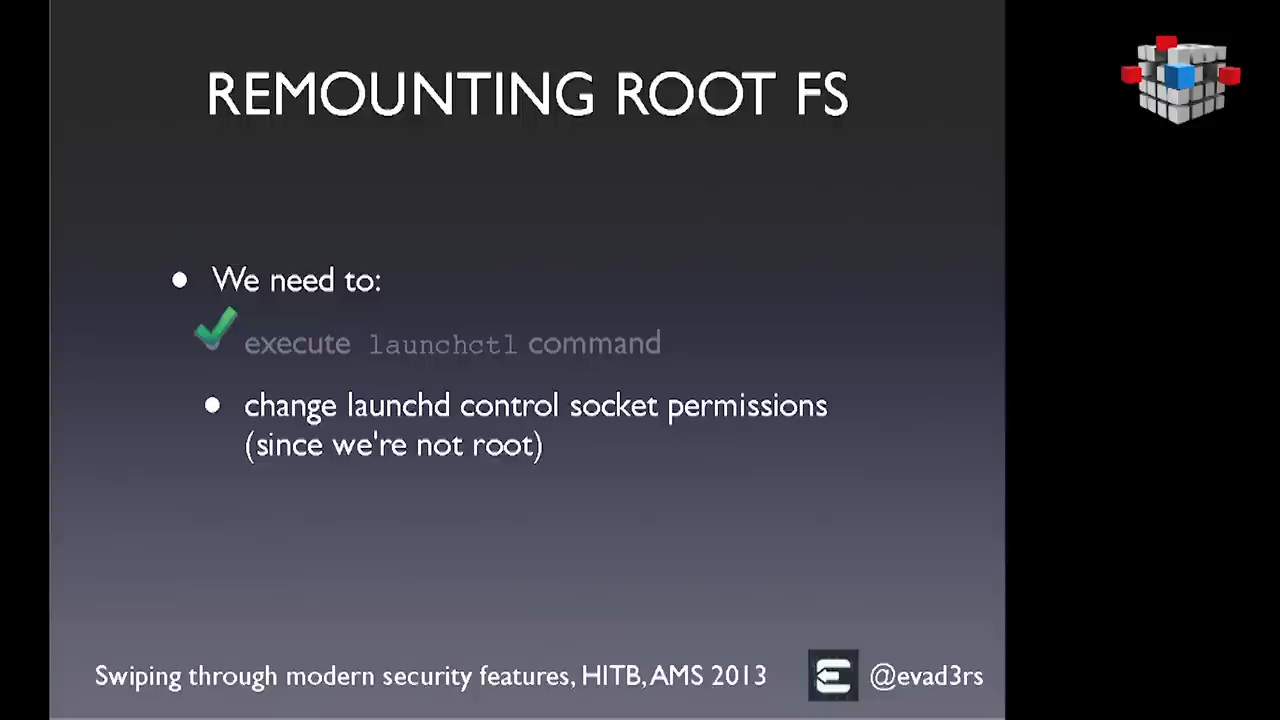 REMOUNTING ROOT FS
We need to:
execute launchctl command
change launchd control socket permissions
(since we're not root)
Swiping through modern security features, HITB, AMS 2013
@evad3rs